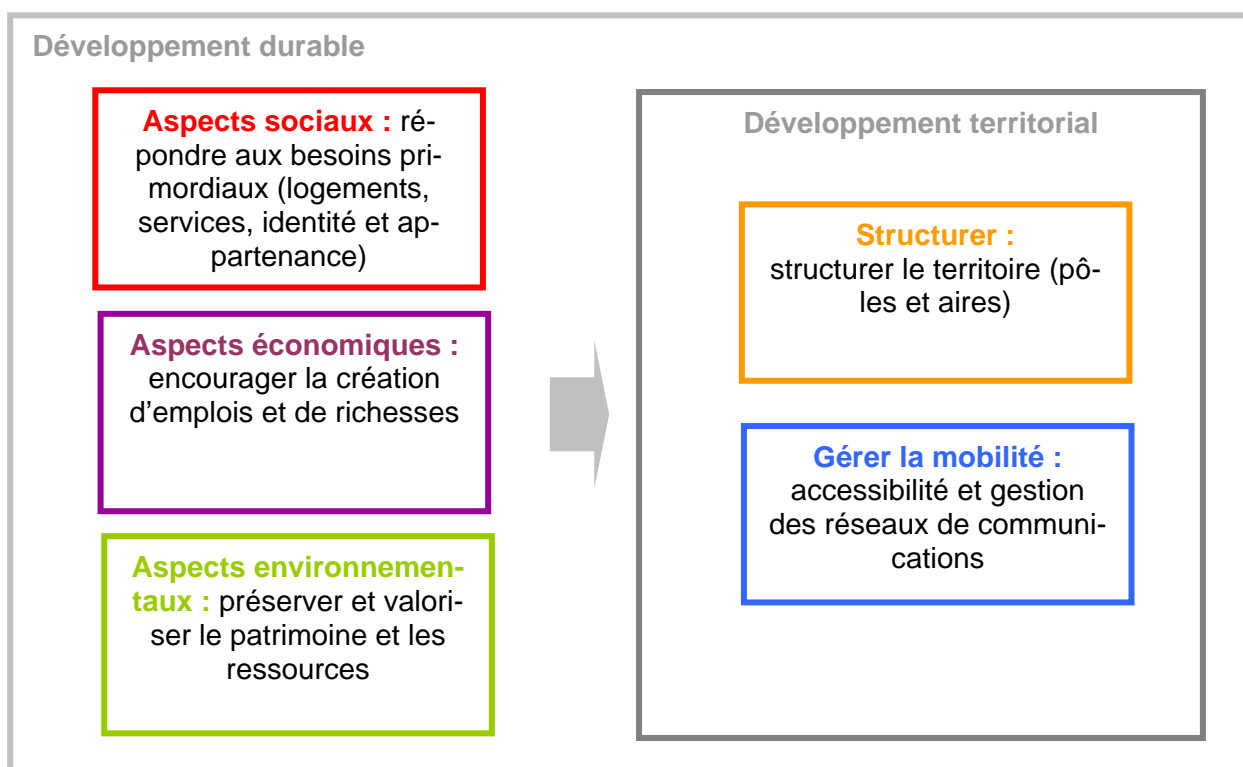 Développement durable
Aspects sociaux : ré-
pondre aux besoins pri-
mordiaux (logements,
services, identité et ap-
partenance)
Aspects économiques :
encourager la création
d’emplois et de richesses
Aspects environnemen-
taux : préserver et valori-
ser le patrimoine et les
ressources
Développement territorial
Structurer :
structurer le territoire (pô-
les et aires)
Gérer la mobilité :
accessibilité et gestion
des réseaux de communi-
cations